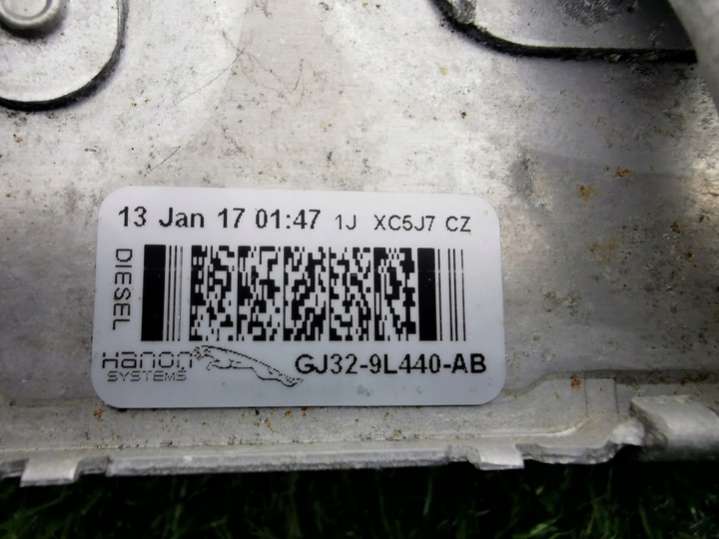 13 Jan 17 01:47 1J XC5J7 CZ
DIESEL
Hanon
SYSTEMS
GJ32-9L440-AB